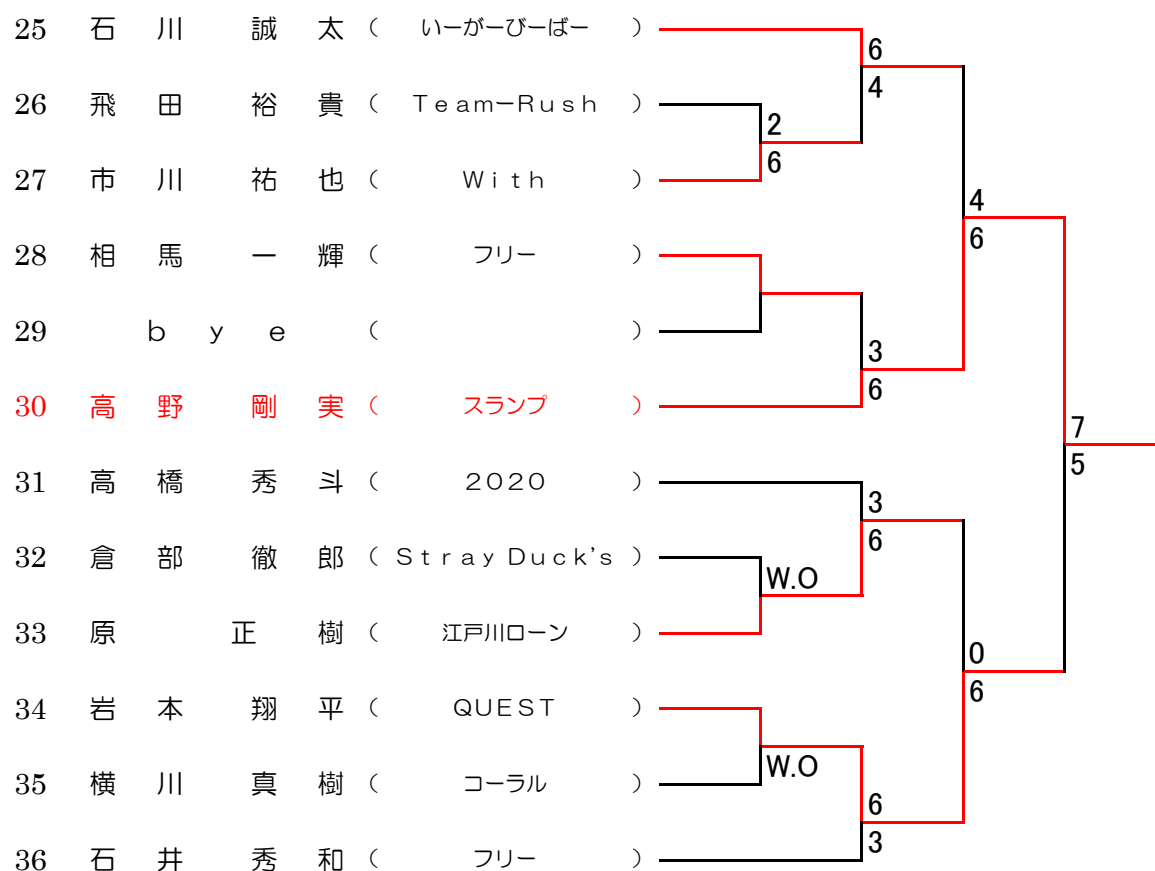 25 石川 誠太 ( いーがーびーばー )
6
4
26 飛田 裕貴 ( Team-Rush )
2
6
27 市川 祐也 ( With )
4
6
28 相馬 一輝 ( フリー )
29 bye ( )
3
6
30 高野 剛実 ( スランプ )
7
5
31 高橋 秀斗 ( 2020 )
3
6
32 倉部 徹郎 ( Stray Duck's )
W.O
33 原 正樹 ( 江戸川ローン )
0
6
34 岩本 翔平 ( QUEST )
W.O
35 横川 真樹 ( コーラル )
6
3
36 石井 秀和 ( フリー )